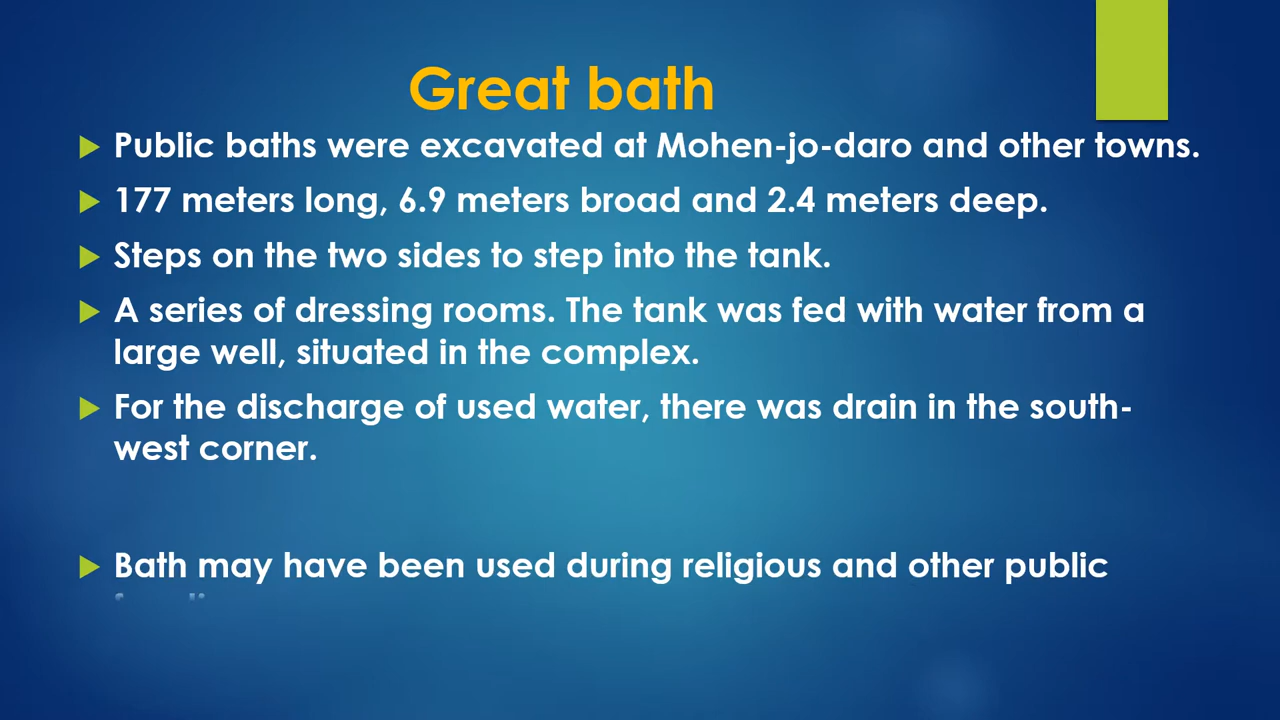 Great bath
Public baths were excavated at Mohen-jo-daro and other towns.
177 meters long, 6.9 meters broad and 2.4 meters deep.
Steps on the two sides to step into the tank.
A series of dressing rooms. The tank was fed with water from a
large well, situated in the complex.
For the discharge of used water, there was drain in the south-
west corner.
Bath may have been used during religious and other public